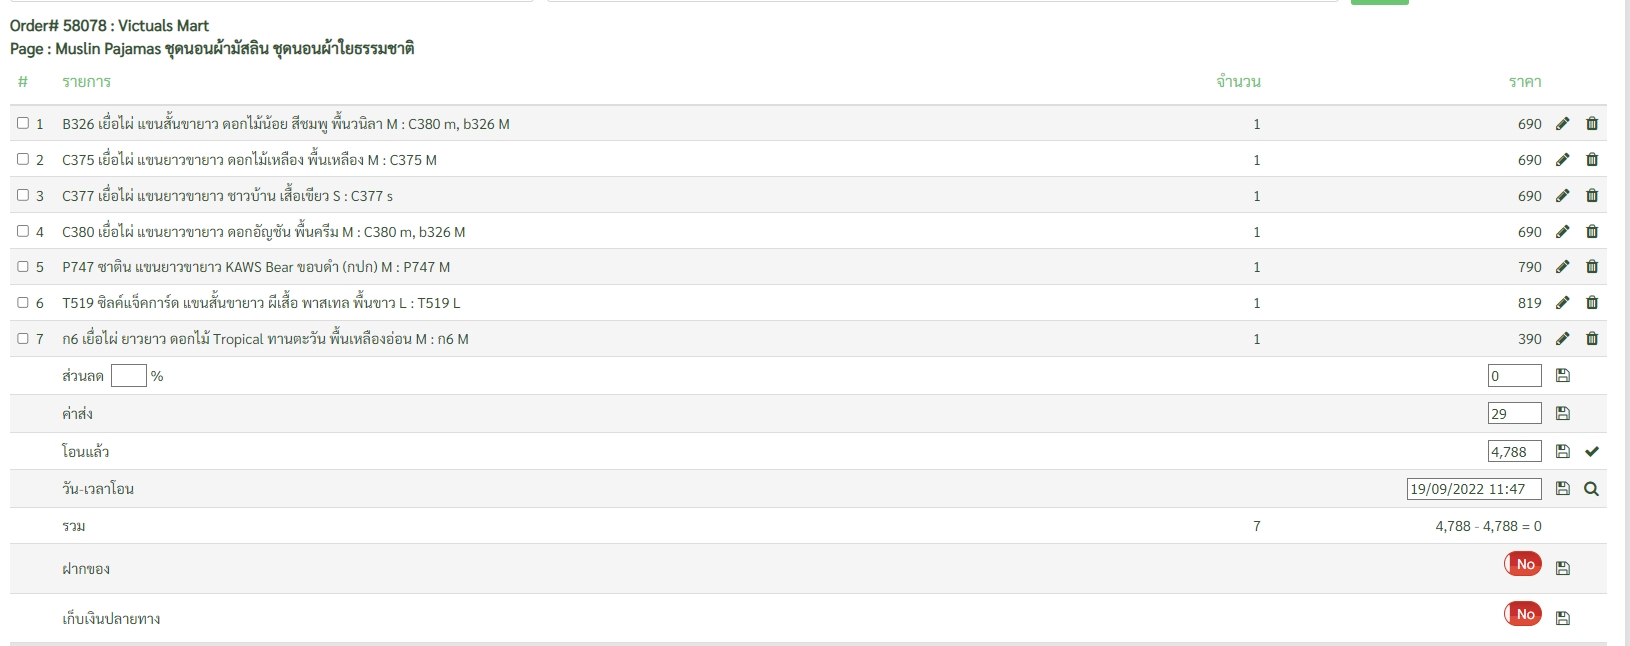 Order# 58078 : Victuals Mart
Page : Muslin Pajamas ชุดนอนผ้ามัสลิน ชุดนอนผ้าใยธรรมชาติ
# รายการ จำนวน ราคา
1 B326 เยื่อไผ่ แขนสั้นขายาว ดอกไม้น้อย สีชมพู พื้นวนิลา M : C380 m, b326 M 1 690
2 C375 เยื่อไผ่ แขนยาวขายาว ดอกไม้เหลือง พื้นเหลือง M : C375 M 1 690
3 C377 เยื่อไผ่ แขนยาวขายาว ชาวบ้าน เสื้อเขียว S : C377 s 1 690
4 C380 เยื่อไผ่ แขนยาวขายาว ดอกอัญชัน พื้นครีม M : C380 m, b326 M 1 690
5 P747 ซาติน แขนยาวขายาว KAWS Bear ขอบดำ (กปก) M : P747 M 1 790
6 T519 ซิลค์แจ็คการ์ด แขนสั้นขายาว ผีเสื้อ พาสเทล พื้นขาว L : T519 L 1 819
7 ก6 เยื่อไผ่ ยาวยาว ดอกไม้ Tropical ทานตะวัน พื้นเหลืองอ่อน M : ก6 M 1 390
ส่วนลด % 0
ค่าส่ง 29
โอนแล้ว 4,788
วัน-เวลาโอน 19/09/2022 11:47
รวม 7 4,788 - 4,788 = 0
ฝากของ No
เก็บเงินปลายทาง No